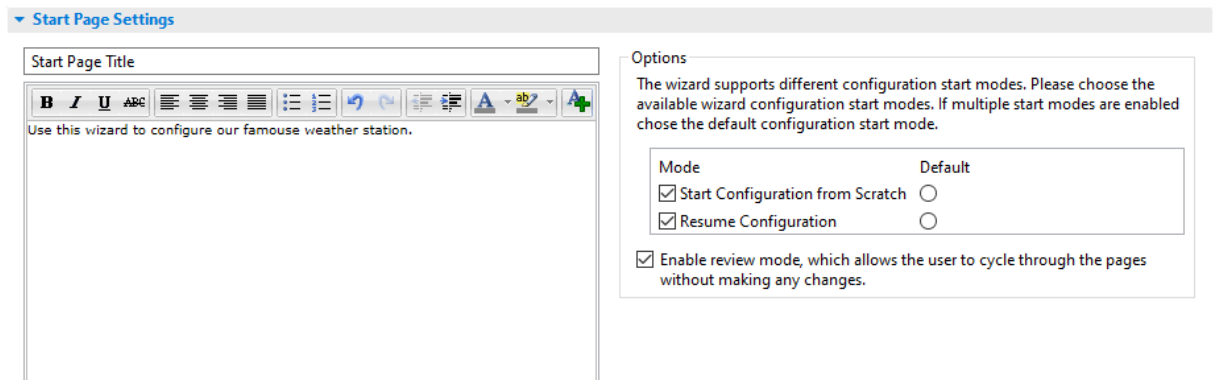 Start Page Settings
Start Page Title
B I U ABC
A ab A
Use this wizard to configure our famouse weather station.
Options
The wizard supports different configuration start modes. Please choose the
available wizard configuration start modes. If multiple start modes are enabled
chose the default configuration start mode.
Mode Default
Start Configuration from Scratch
Resume Configuration
Enable review mode, which allows the user to cycle through the pages
without making any changes.